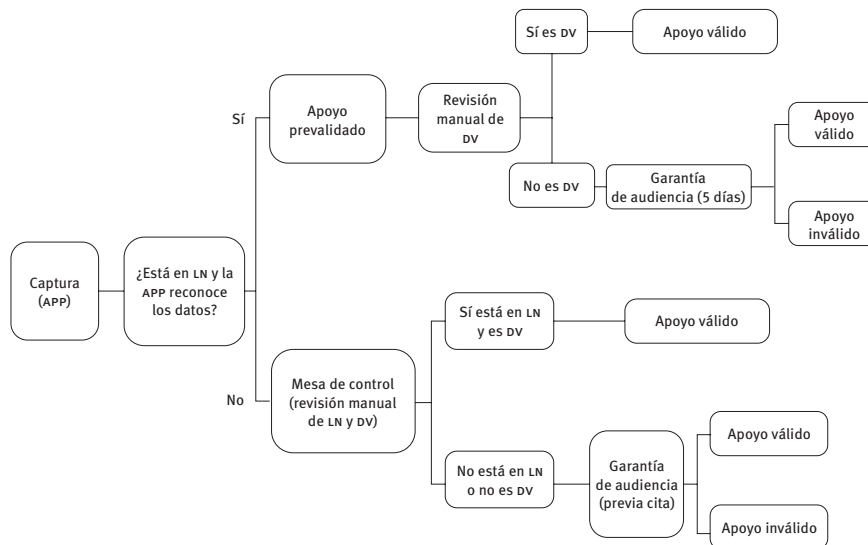 Captura
(APP)
¿Está en LN y la
APP reconoce
los datos?
Sí
Apoyo
prevalidado
Revisión
manual de
DV
Sí es DV
Apoyo válido
No es DV
Garantía
de audiencia (5 días)
Apoyo
válido
Apoyo
inválido
No
Mesa de control
(revisión manual
de LN y DV)
Sí está en LN
y es DV
Apoyo válido
No está en LN
o no es DV
Garantía
de audiencia
(previa cita)
Apoyo válido
Apoyo inválido